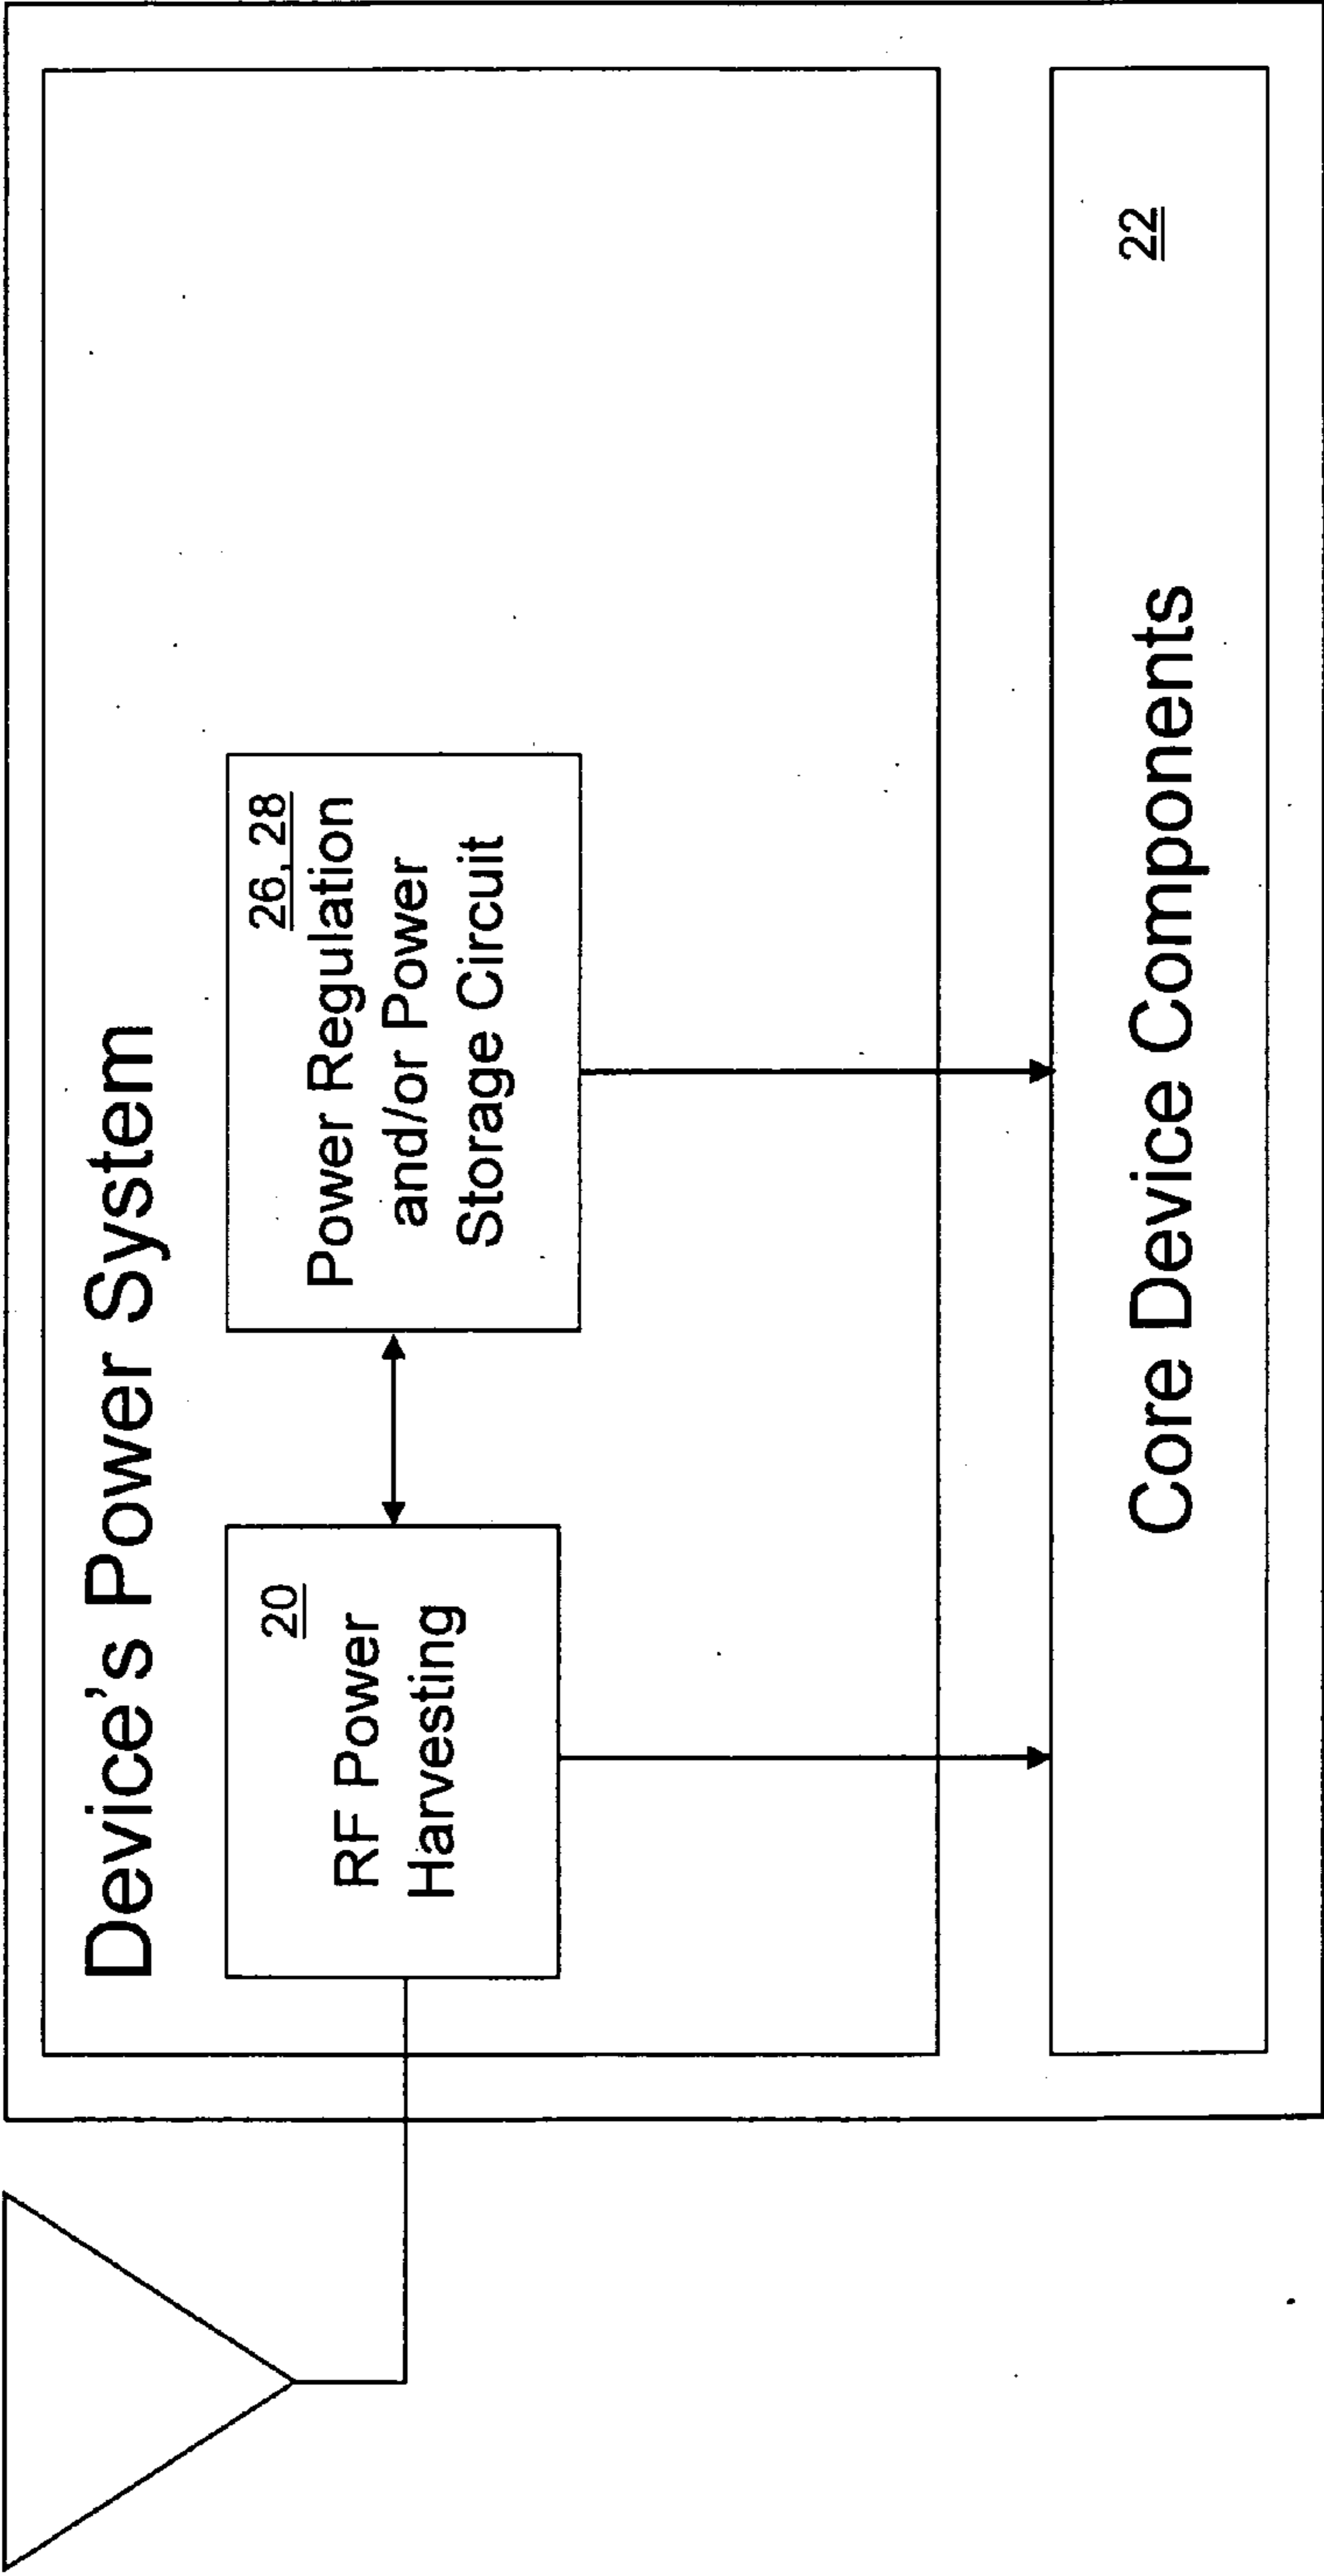 Device's Power System
20
RF Power
Harvesting
26, 28
Power Regulation
and/or Power
Storage Circuit
Core Device Components
22